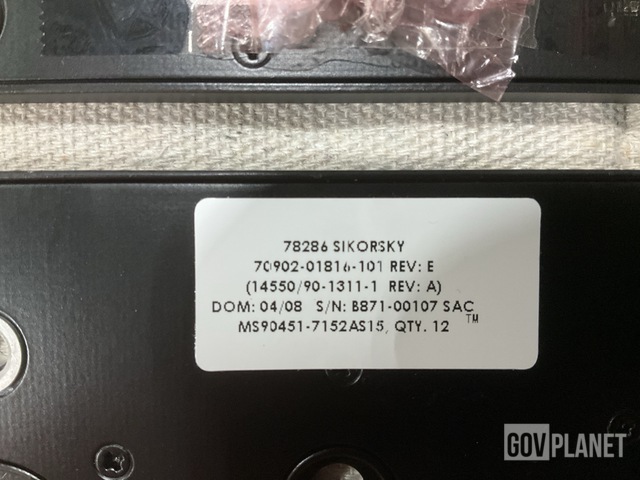 78286 SIKORSKY
70902-01816-101 REV: E
(14550/90-1311-1 REV: A)
DOM: 04/08 S/N: B871-00107 SAC
MS90451-7152AS15, QTY. 12 ™
GOVPLANET